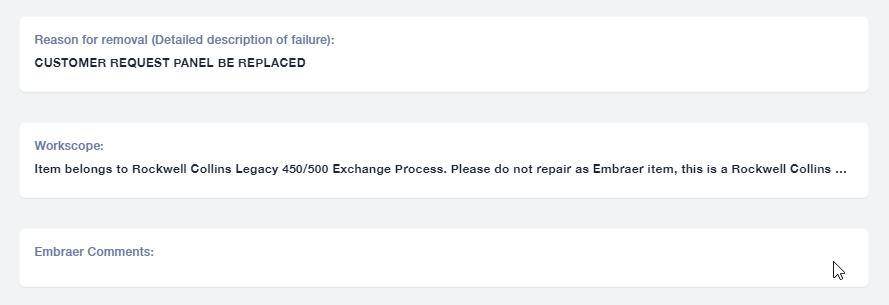 Reason for removal (Detailed description of failure):
CUSTOMER REQUEST PANEL BE REPLACED
Workscope:
Item belongs to Rockwell Collins Legacy 450/500 Exchange Process. Please do not repair as Embraer item, this is a Rockwell Collins ...
Embraer Comments: